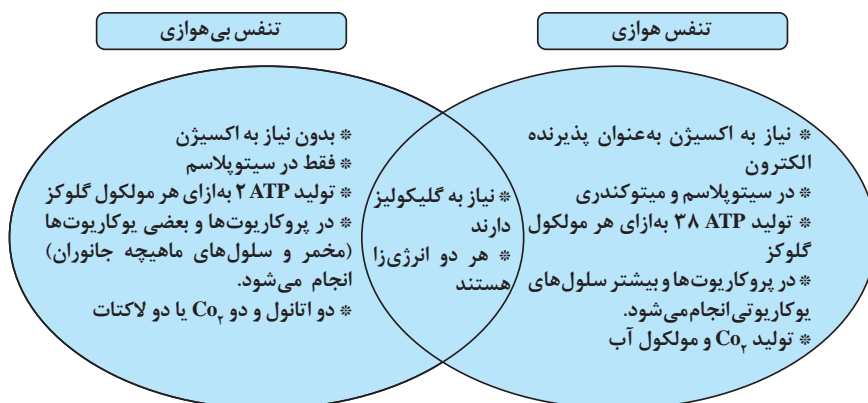 تنفس هوازی
تنفس بی‌هوازی
* نیاز به اکسیژن به‌عنوان پذیرنده
الکترون
* در سیتوپلاسم و میتوکندری
* تولید ATP ۳۸ به‌ازای هر مولکول
گلوکز
* در پروکاریوت‌ها و بیشتر سلول‌های
یوکاریوتی انجام می‌شود.
* تولید Co₂ و مولکول آب
* نیاز به گلیکولیز
دارند
* هر دو انرژی‌زا
هستند
* بدون نیاز به اکسیژن
* فقط در سیتوپلاسم
* تولید ATP ۲ به‌ازای هر مولکول گلوکز
* در پروکاریوت‌ها و بعضی یوکاریوت‌ها
(مخمر و سلول‌های ماهیچه جانوران)
انجام می‌شود.
* دو اتانول و دو Co₂ یا دو لاکتات